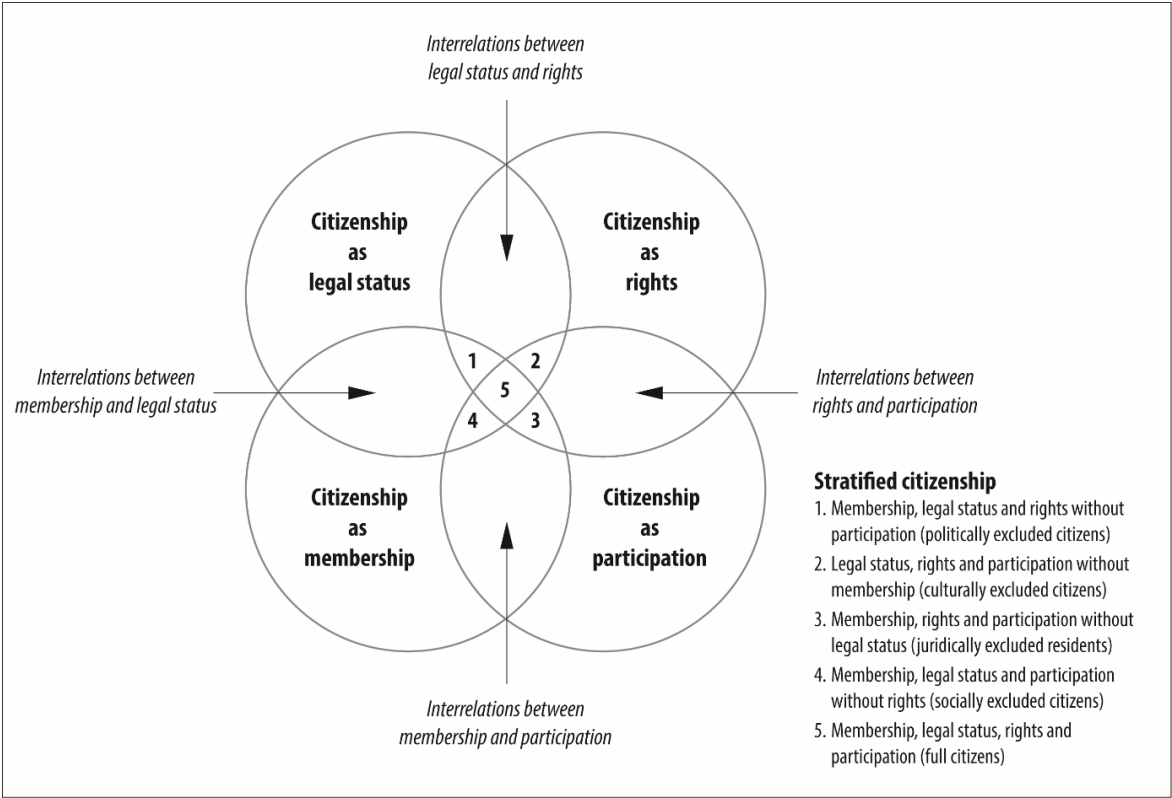 Interrelations between
legal status and rights
Citizenship
as
legal status
Citizenship
as
rights
1
2
5
4
3
Interrelations between
membership and legal status
Interrelations between
rights and participation
Citizenship
as
membership
Citizenship
as
participation
Interrelations between
membership and participation
Stratified citizenship
1. Membership, legal status and rights without
participation (politically excluded citizens)
2. Legal status, rights and participation without
membership (culturally excluded citizens)
3. Membership, rights and participation without
legal status (juridically excluded residents)
4. Membership, legal status and participation
without rights (socially excluded citizens)
5. Membership, legal status, rights and
participation (full citizens)